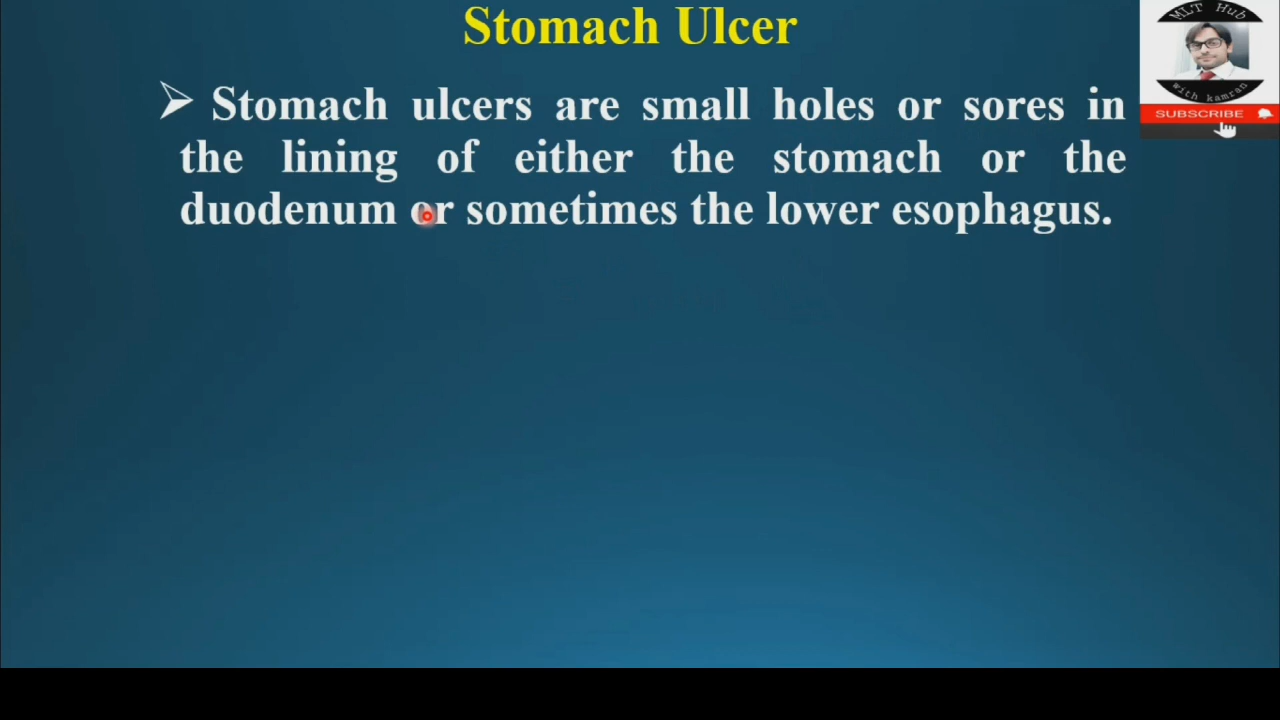 Stomach Ulcer
MLT Hub
➢ Stomach ulcers are small holes or sores in
the lining of either the stomach or the
duodenum or sometimes the lower esophagus.
with kamran
SUBSCRIBE